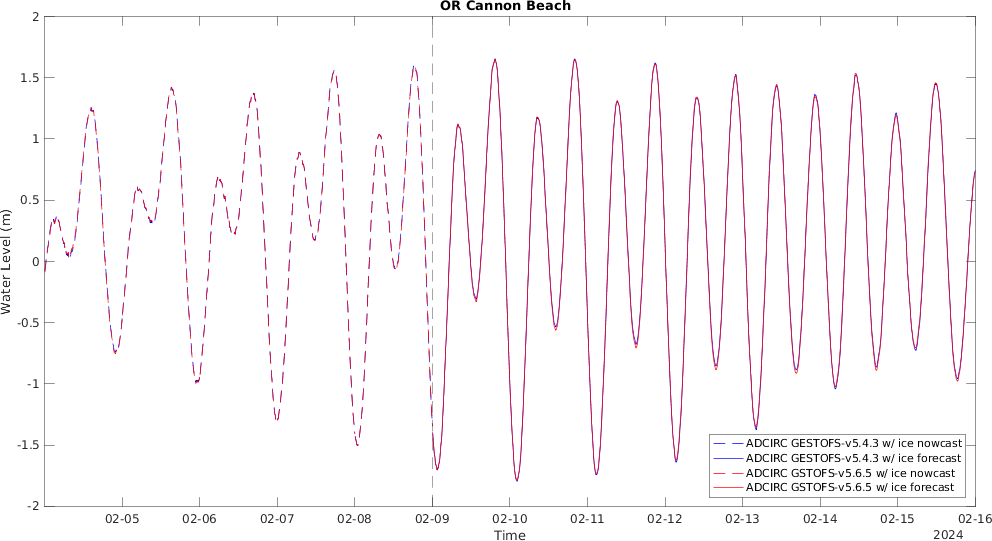 OR Cannon Beach
2
1.5
1
0.5
0
-0.5
-1
-1.5
-2
Water Level (m)
ADCIRC GESTOFS-v5.4.3 w/ ice nowcast
ADCIRC GESTOFS-v5.4.3 w/ ice forecast
ADCIRC GSTOFS-v5.6.5 w/ ice nowcast
ADCIRC GSTOFS-v5.6.5 w/ ice forecast
02-05 02-06 02-07 02-08 02-09 02-10 02-11 02-12 02-13 02-14 02-15 02-16
Time
2024